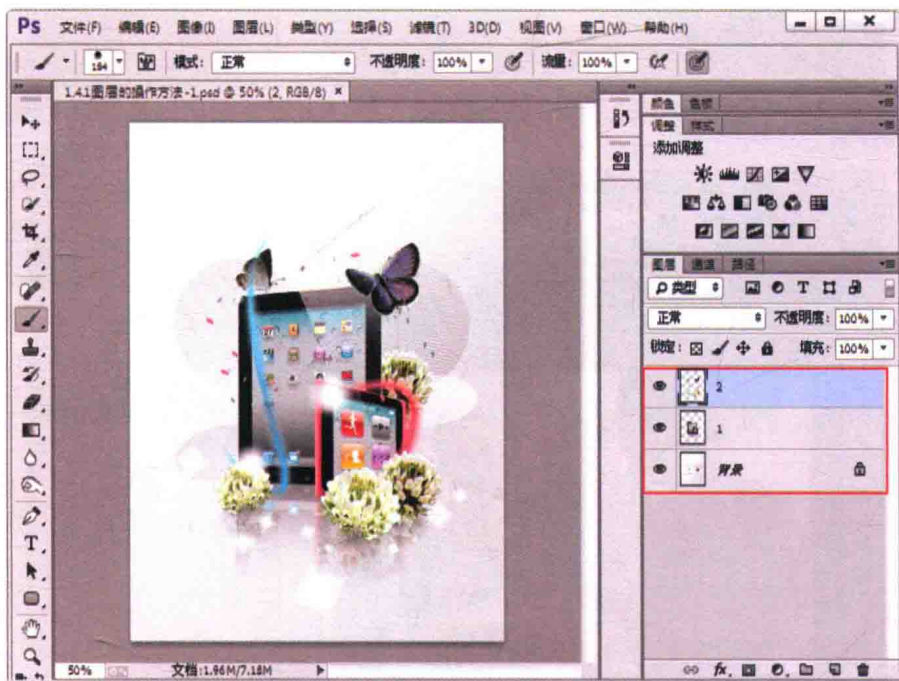 Ps 文件(F) 编辑(E) 图像(I) 图层(L) 类型(Y) 选择(S) 滤镜(T) 3D(D) 视图(V) 窗口(W) 帮助(H)
184 模式: 正常 不透明度: 100% 流量: 100%
1.4.1图层的操作方法-1.psd @ 50% (2, RGB/8) ×
颜色 色板
调整 样式
添加调整
图层 通道 路径
类型 T
正常 不透明度: 100%
锁定: 填充: 100%
2
1
背景
T
50% 文档:1.96M/7.18M
fx